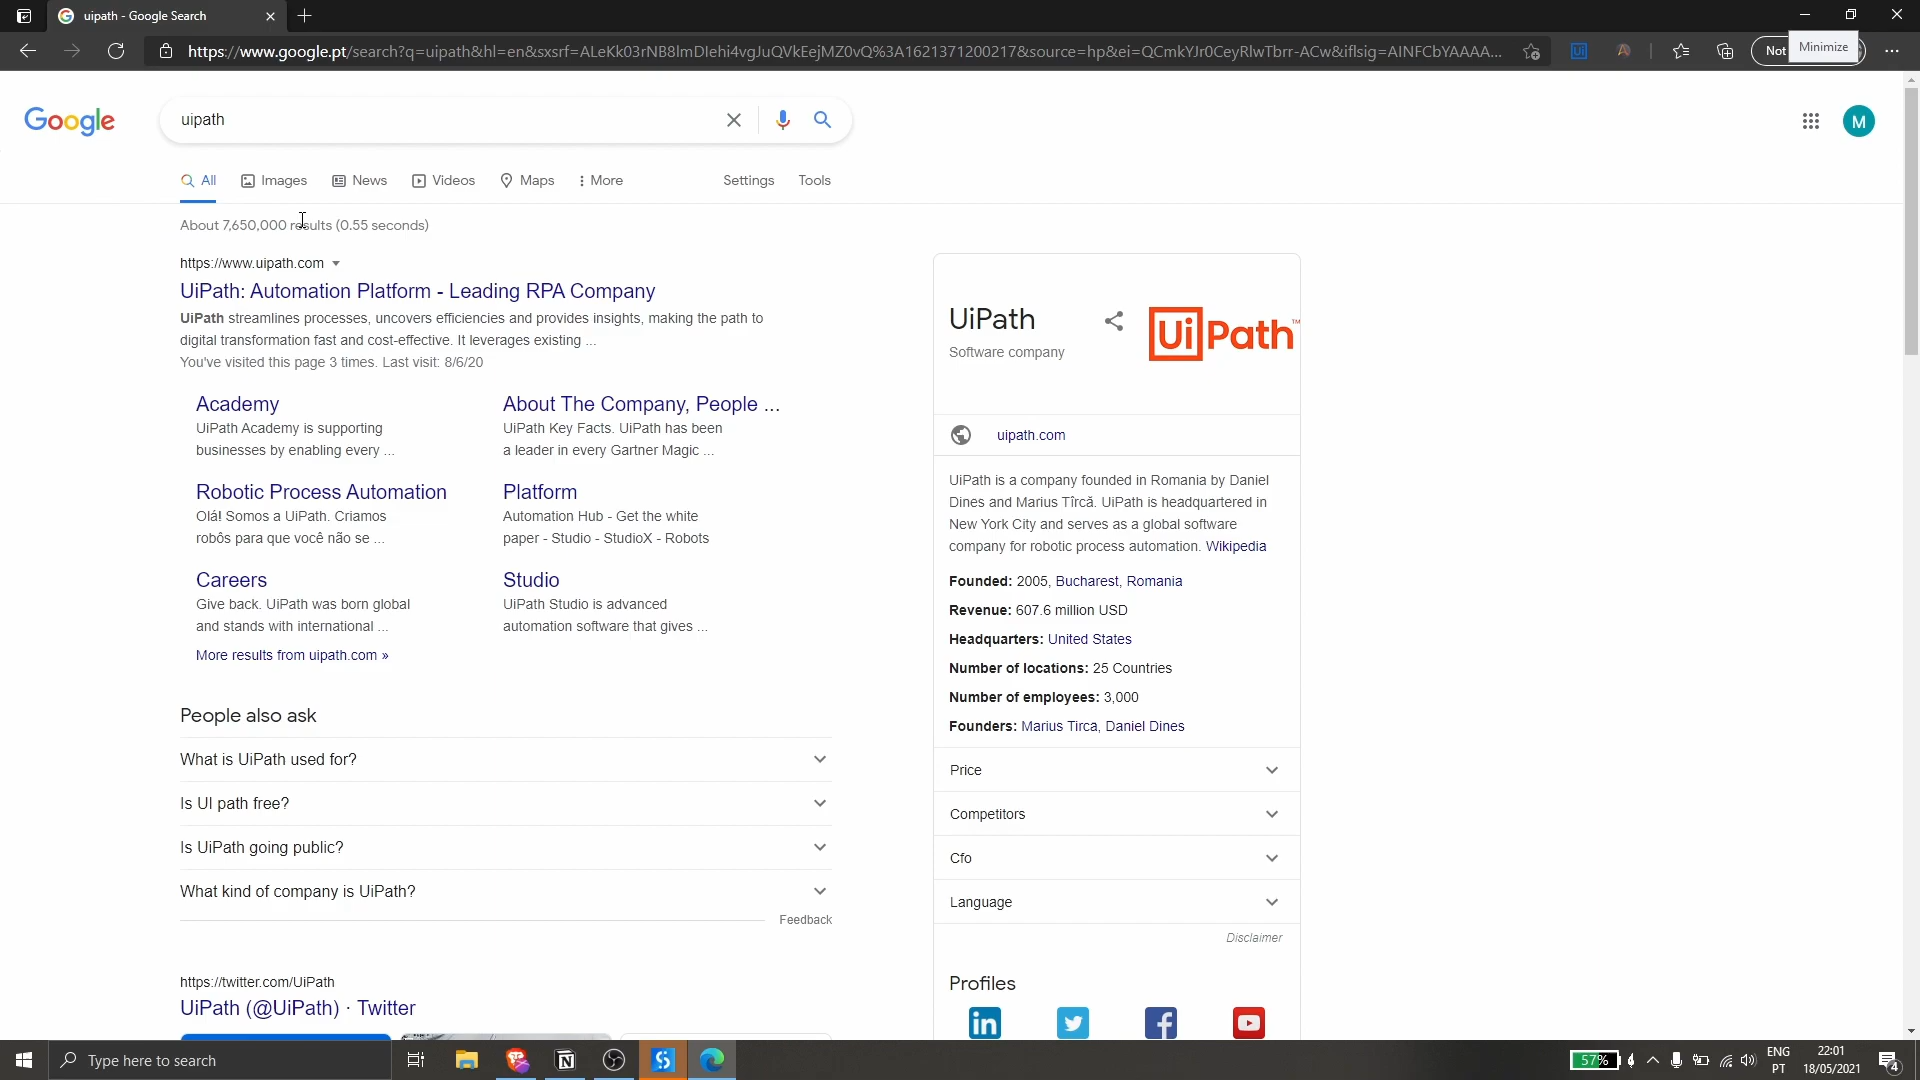 uipath - Google Search
https://www.google.pt/search?q=uipath&hl=en&sxsrf=ALeKk03rNB8lmDIehi4vgJuQVkEejMZ0vQ%3A1621371200217&source=hp&ei=QCmkYJr0CeyRlwTbrr-ACw&iflsig=AINFCbYAAAA...
Not
Minimize
Google
uipath
M
All
Images
News
Videos
Maps
More
Settings
Tools
About 7,650,000 results (0.55 seconds)
https://www.uipath.com
UiPath: Automation Platform - Leading RPA Company
UiPath streamlines processes, uncovers efficiencies and provides insights, making the path to
digital transformation fast and cost-effective. It leverages existing ...
You've visited this page 3 times. Last visit: 8/6/20
Academy
UiPath Academy is supporting
businesses by enabling every ...
About The Company, People ...
UiPath Key Facts. UiPath has been
a leader in every Gartner Magic ...
Robotic Process Automation
Olá! Somos a UiPath. Criamos
robôs para que você não se ...
Platform
Automation Hub - Get the white
paper - Studio - StudioX - Robots
Careers
Give back. UiPath was born global
and stands with international ...
Studio
UiPath Studio is advanced
automation software that gives ...
More results from uipath.com »
People also ask
What is UiPath used for?
Is UI path free?
Is UiPath going public?
What kind of company is UiPath?
Feedback
https://twitter.com/UiPath
UiPath (@UiPath) · Twitter
UiPath
Software company
UiPath™
uipath.com
UiPath is a company founded in Romania by Daniel
Dines and Marius Tîrcă. UiPath is headquartered in
New York City and serves as a global software
company for robotic process automation. Wikipedia
Founded: 2005, Bucharest, Romania
Revenue: 607.6 million USD
Headquarters: United States
Number of locations: 25 Countries
Number of employees: 3,000
Founders: Marius Tîrcă, Daniel Dines
Price
Competitors
Cfo
Language
Disclaimer
Profiles
Type here to search
57%
ENG
PT
22:01
18/05/2021
4